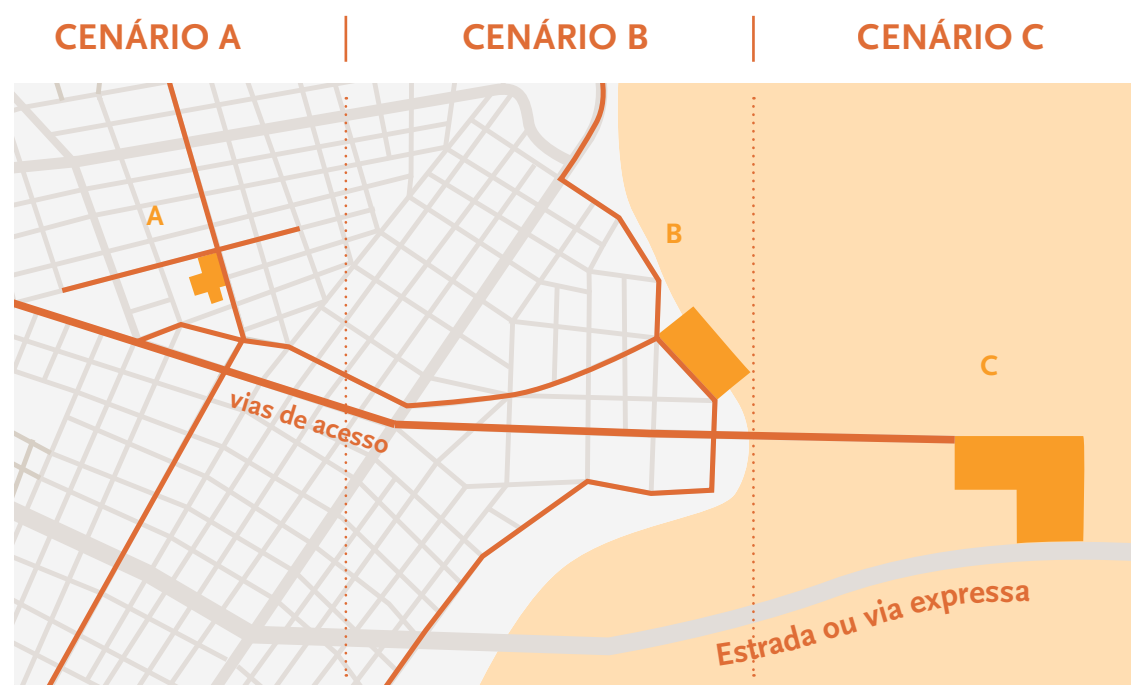 CENÁRIO A
CENÁRIO B
CENÁRIO C
A
B
C
vias de acesso
Estrada ou via expressa